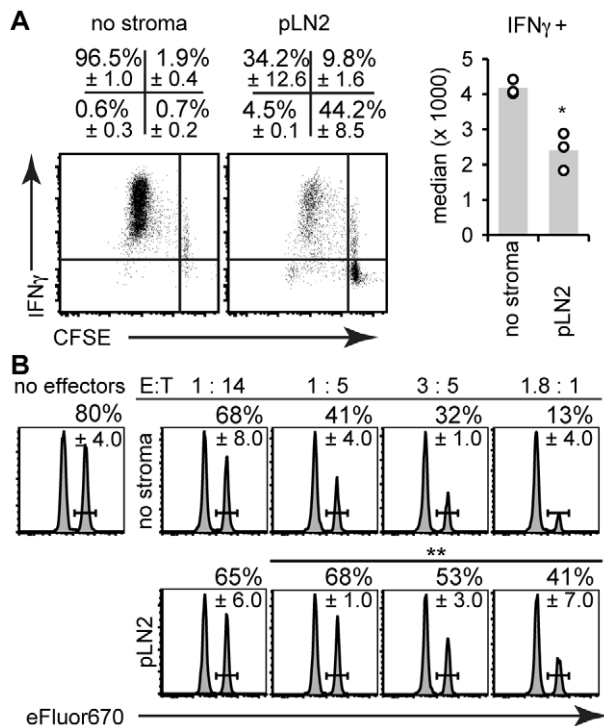 A
no stroma
96.5% 1.9%
± 1.0 ± 0.4
0.6% 0.7%
± 0.3 ± 0.2
pLN2
34.2% 9.8%
± 12.6 ± 1.6
4.5% 44.2%
± 0.1 ± 8.5
IFNγ
CFSE
IFNγ +
median (x 1000)
5
4
3
2
1
0
*
no stroma
pLN2
B
no effectors E:T 1 : 14 1 : 5 3 : 5 1.8 : 1
80% 68% 41% 32% 13%
± 4.0 ± 8.0 ± 4.0 ± 1.0 ± 4.0
no stroma
**
65% 68% 53% 41%
± 6.0 ± 1.0 ± 3.0 ± 7.0
pLN2
eFluor670